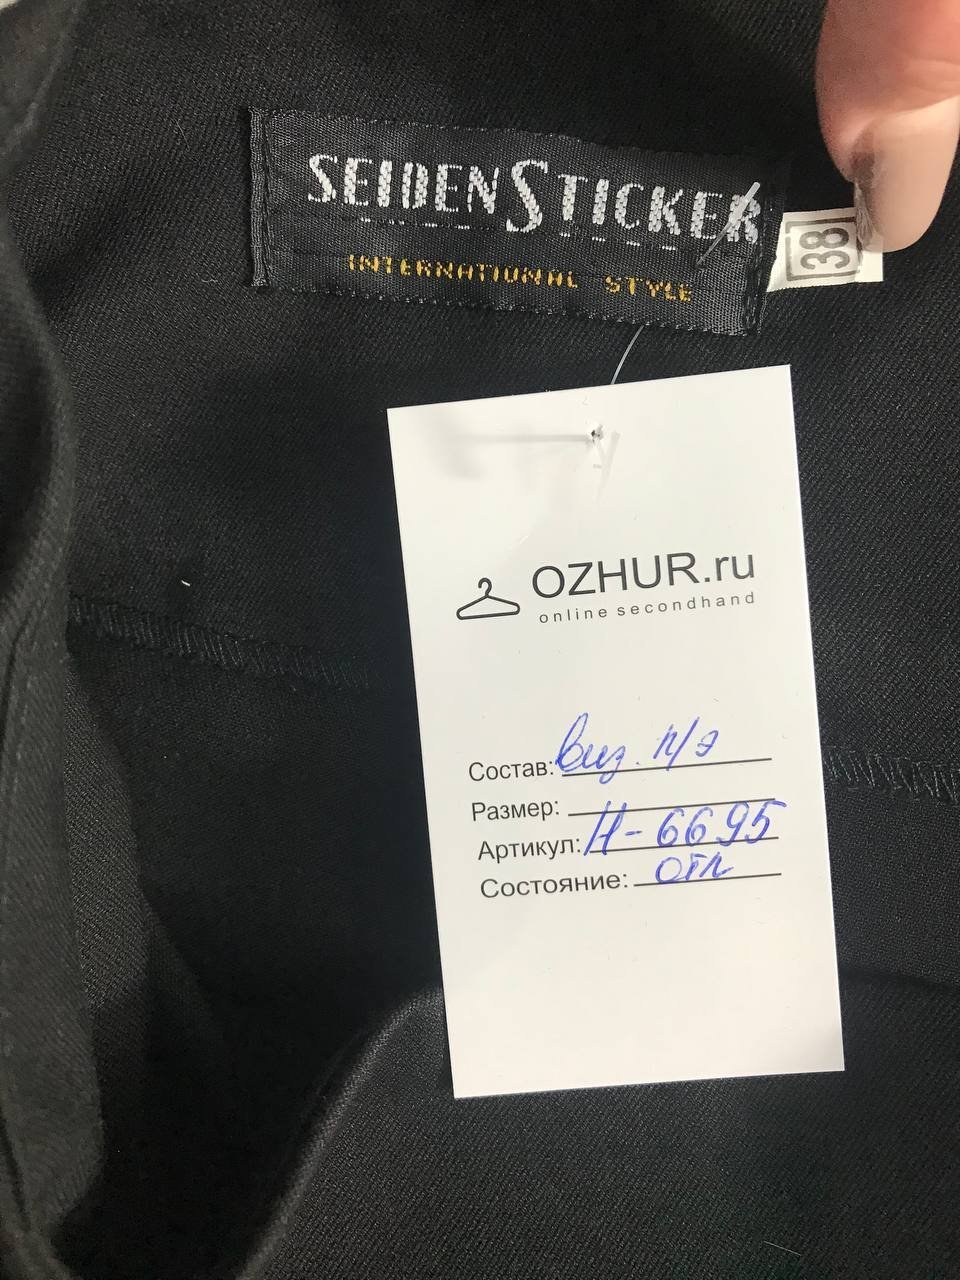 SEIDENSTICKER
INTERNATIONAL STYLE
38
OZHUR.ru
online secondhand
Состав: виз. п/э
Размер:
Артикул: Н-6695
Состояние: отл